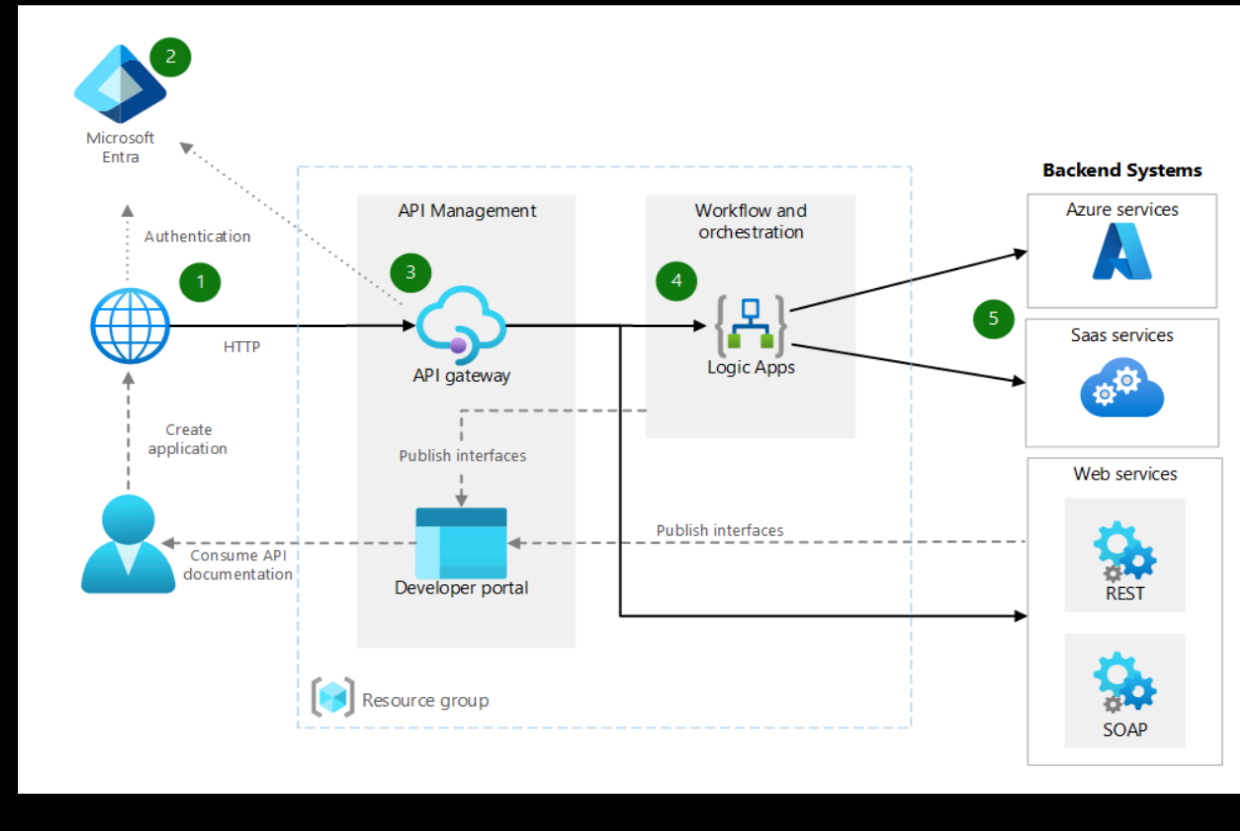 2
Microsoft
Entra
Authentication
1
HTTP
Create
application
Consume API
documentation
API Management
3
API gateway
Publish interfaces
Developer portal
Resource group
Workflow and
orchestration
4
Logic Apps
Publish interfaces
5
Backend Systems
Azure services
Saas services
Web services
REST
SOAP